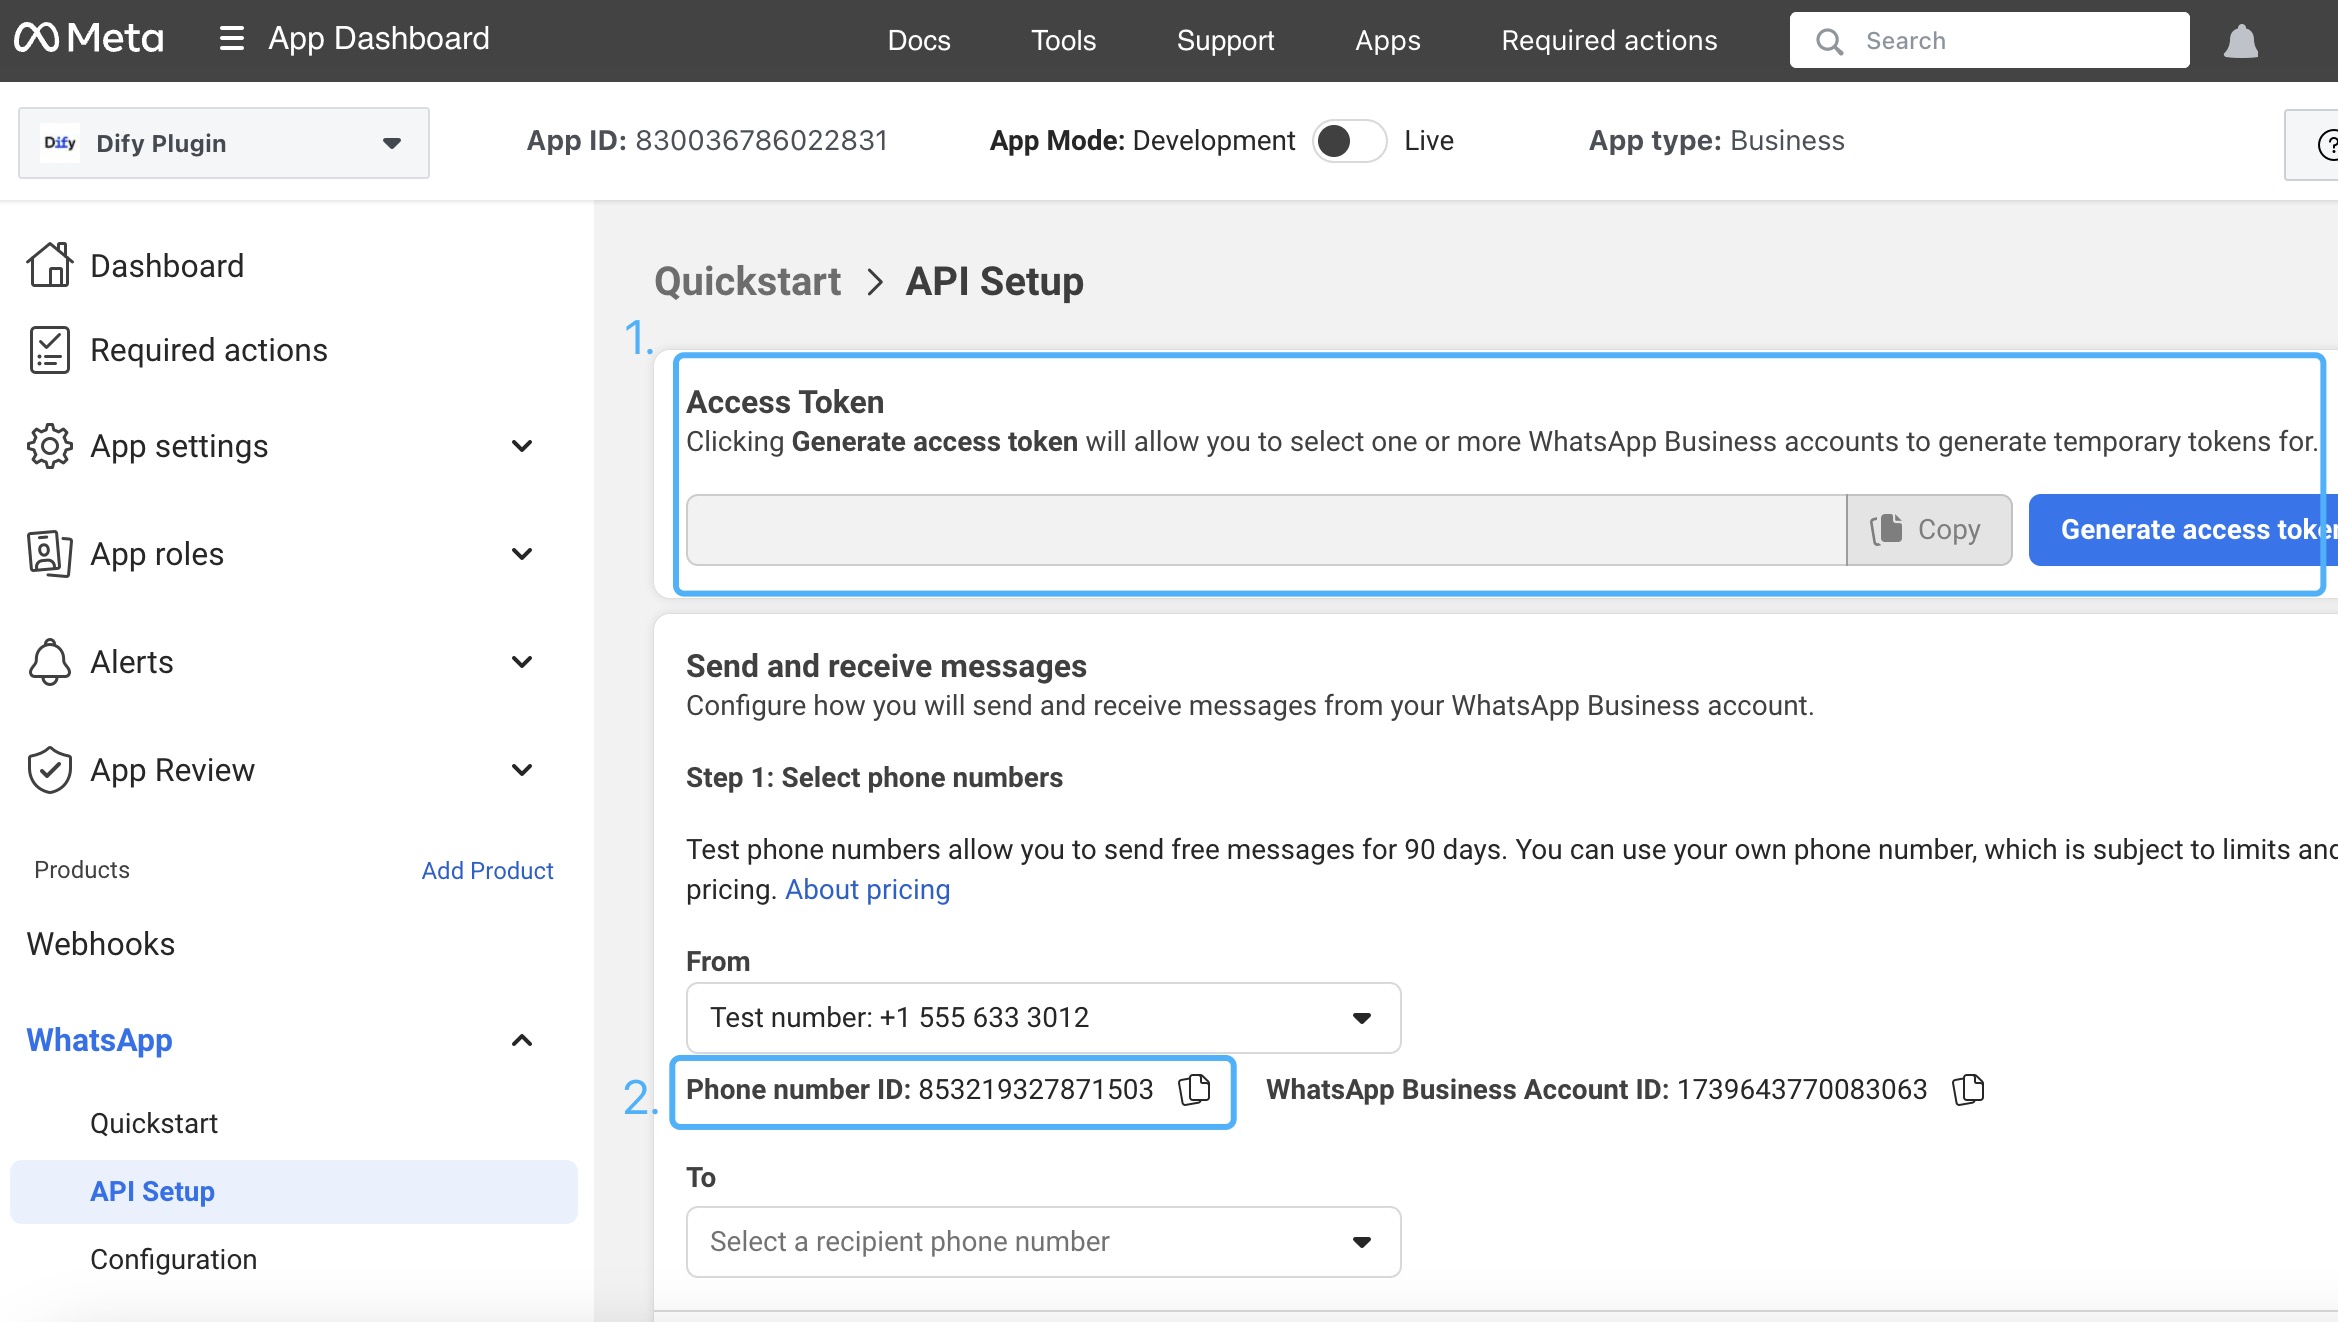 Meta
App Dashboard
Docs
Tools
Support
Apps
Required actions
Search
Dify
Dify Plugin
App ID: 830036786022831
App Mode: Development
Live
App type: Business
?
Dashboard
Required actions
App settings
App roles
Alerts
App Review
Products
Add Product
Webhooks
WhatsApp
Quickstart
API Setup
Configuration
Quickstart > API Setup
1.
Access Token
Clicking Generate access token will allow you to select one or more WhatsApp Business accounts to generate temporary tokens for.
Copy
Generate access token
Send and receive messages
Configure how you will send and receive messages from your WhatsApp Business account.
Step 1: Select phone numbers
Test phone numbers allow you to send free messages for 90 days. You can use your own phone number, which is subject to limits and
pricing. About pricing
From
Test number: +1 555 633 3012
2.
Phone number ID: 853219327871503
WhatsApp Business Account ID: 1739643770083063
To
Select a recipient phone number